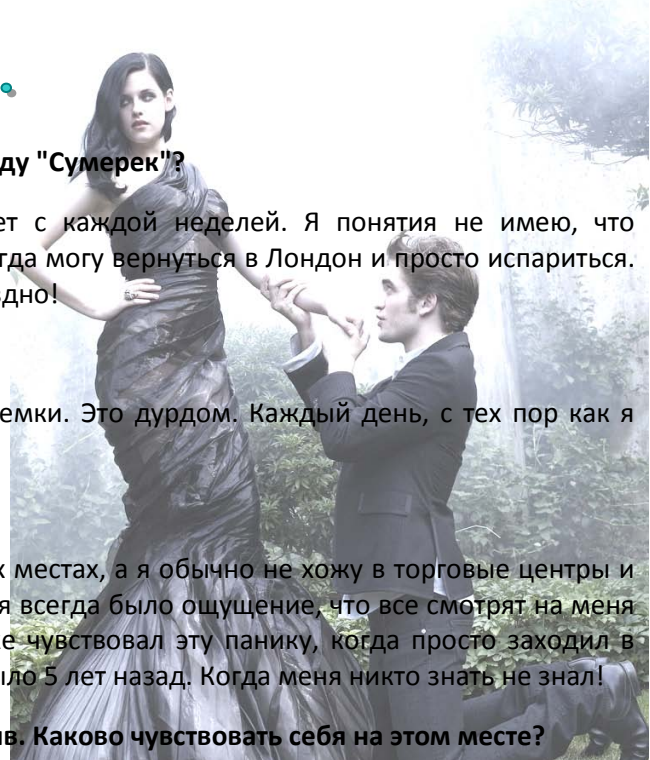 ду "Сумерек"?
ет с каждой неделей. Я понятия не имею, что
гда могу вернуться в Лондон и просто испариться.
здно!
емки. Это дурдом. Каждый день, с тех пор как я
х местах, а я обычно не хожу в торговые центры и
я всегда было ощущение, что все смотрят на меня
е чувствовал эту панику, когда просто заходил в
ыло 5 лет назад. Когда меня никто знать не знал!
ив. Каково чувствовать себя на этом месте?